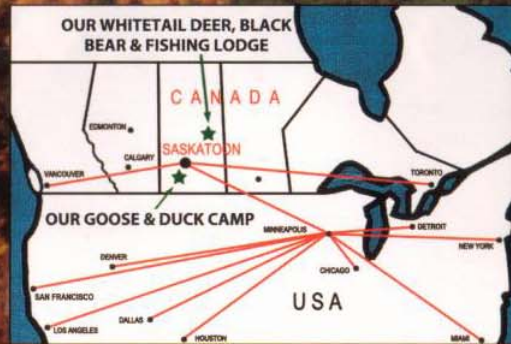 OUR WHITETAIL DEER, BLACK
BEAR & FISHING LODGE
CANADA
EDMONTON
SASKATOON
CALGARY
VANCOUVER
TORONTO
OUR GOOSE & DUCK CAMP
MINNEAPOLIS
DETROIT
NEW YORK
DENVER
CHICAGO
SAN FRANCISCO
USA
LOS ANGELES
DALLAS
HOUSTON
MIAMI